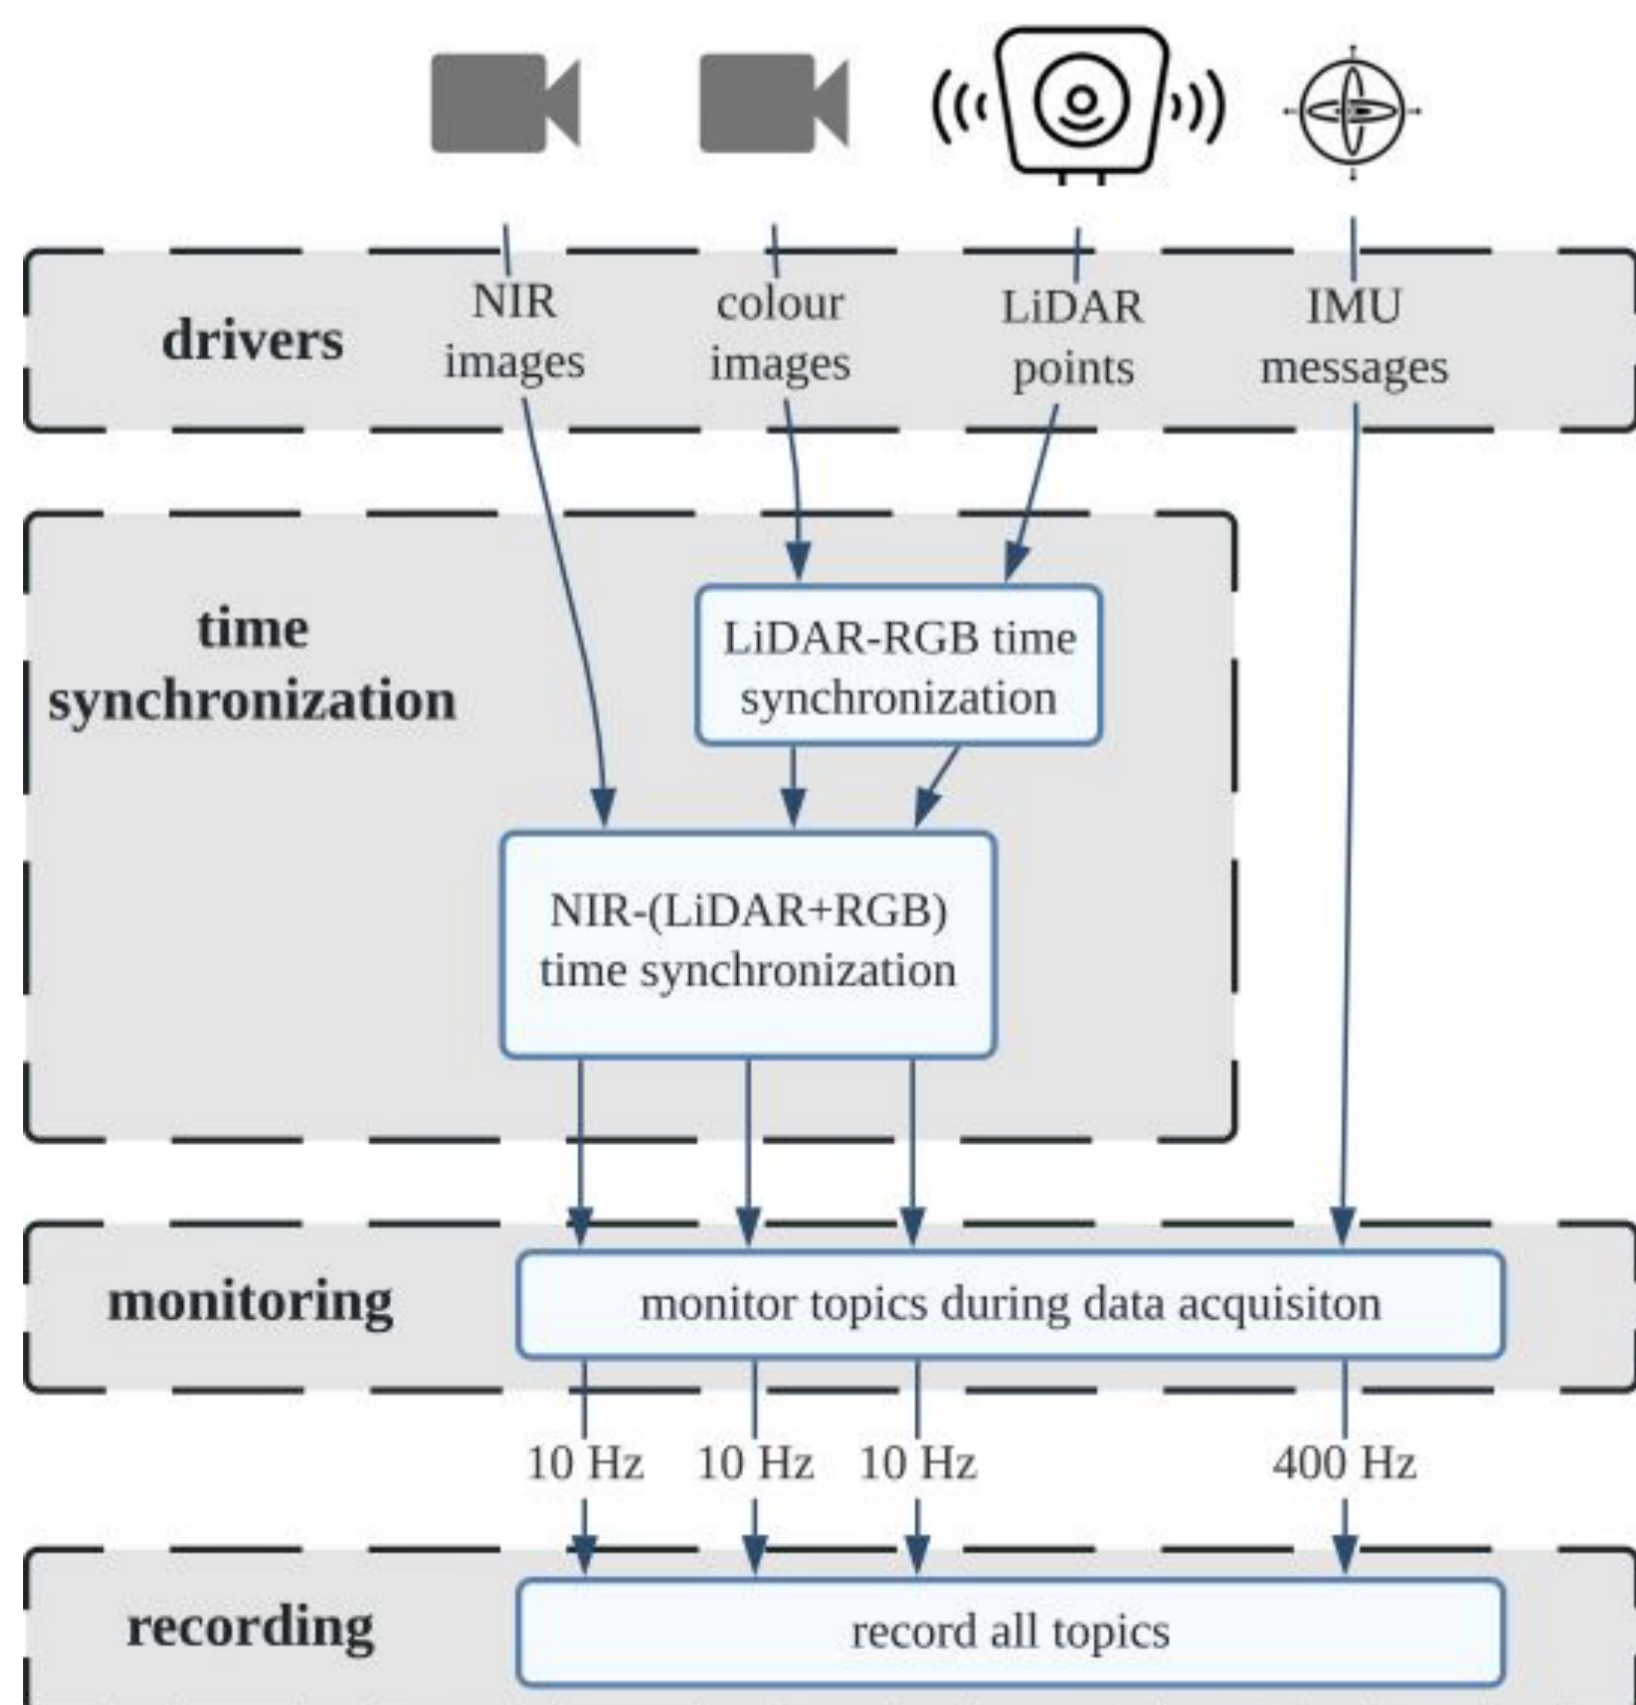 drivers
NIR
images
colour
images
LiDAR
points
IMU
messages
time
synchronization
LiDAR-RGB time
synchronization
NIR-(LiDAR+RGB)
time synchronization
monitoring
monitor topics during data acquisiton
10 Hz
10 Hz
10 Hz
400 Hz
recording
record all topics